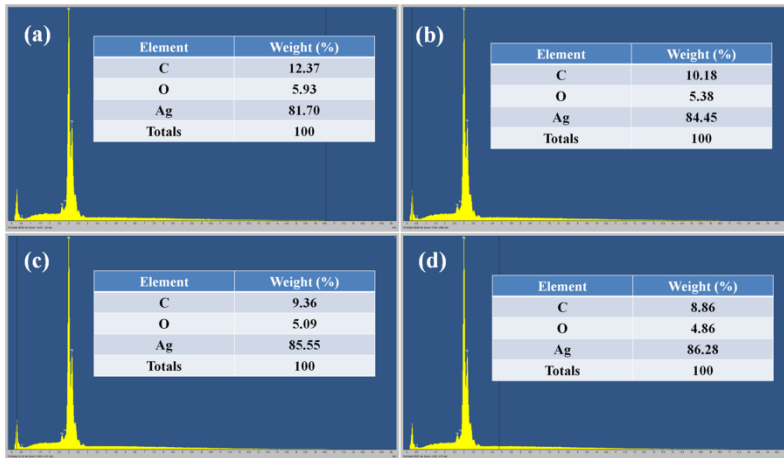 (a)
Element Weight (%)
C 12.37
O 5.93
Ag 81.70
Totals 100
(b)
Element Weight (%)
C 10.18
O 5.38
Ag 84.45
Totals 100
(c)
Element Weight (%)
C 9.36
O 5.09
Ag 85.55
Totals 100
(d)
Element Weight (%)
C 8.86
O 4.86
Ag 86.28
Totals 100